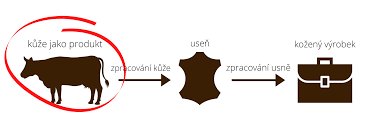 kůže jako produkt
zpracování kůže
useň
zpracování usně
kožený výrobek